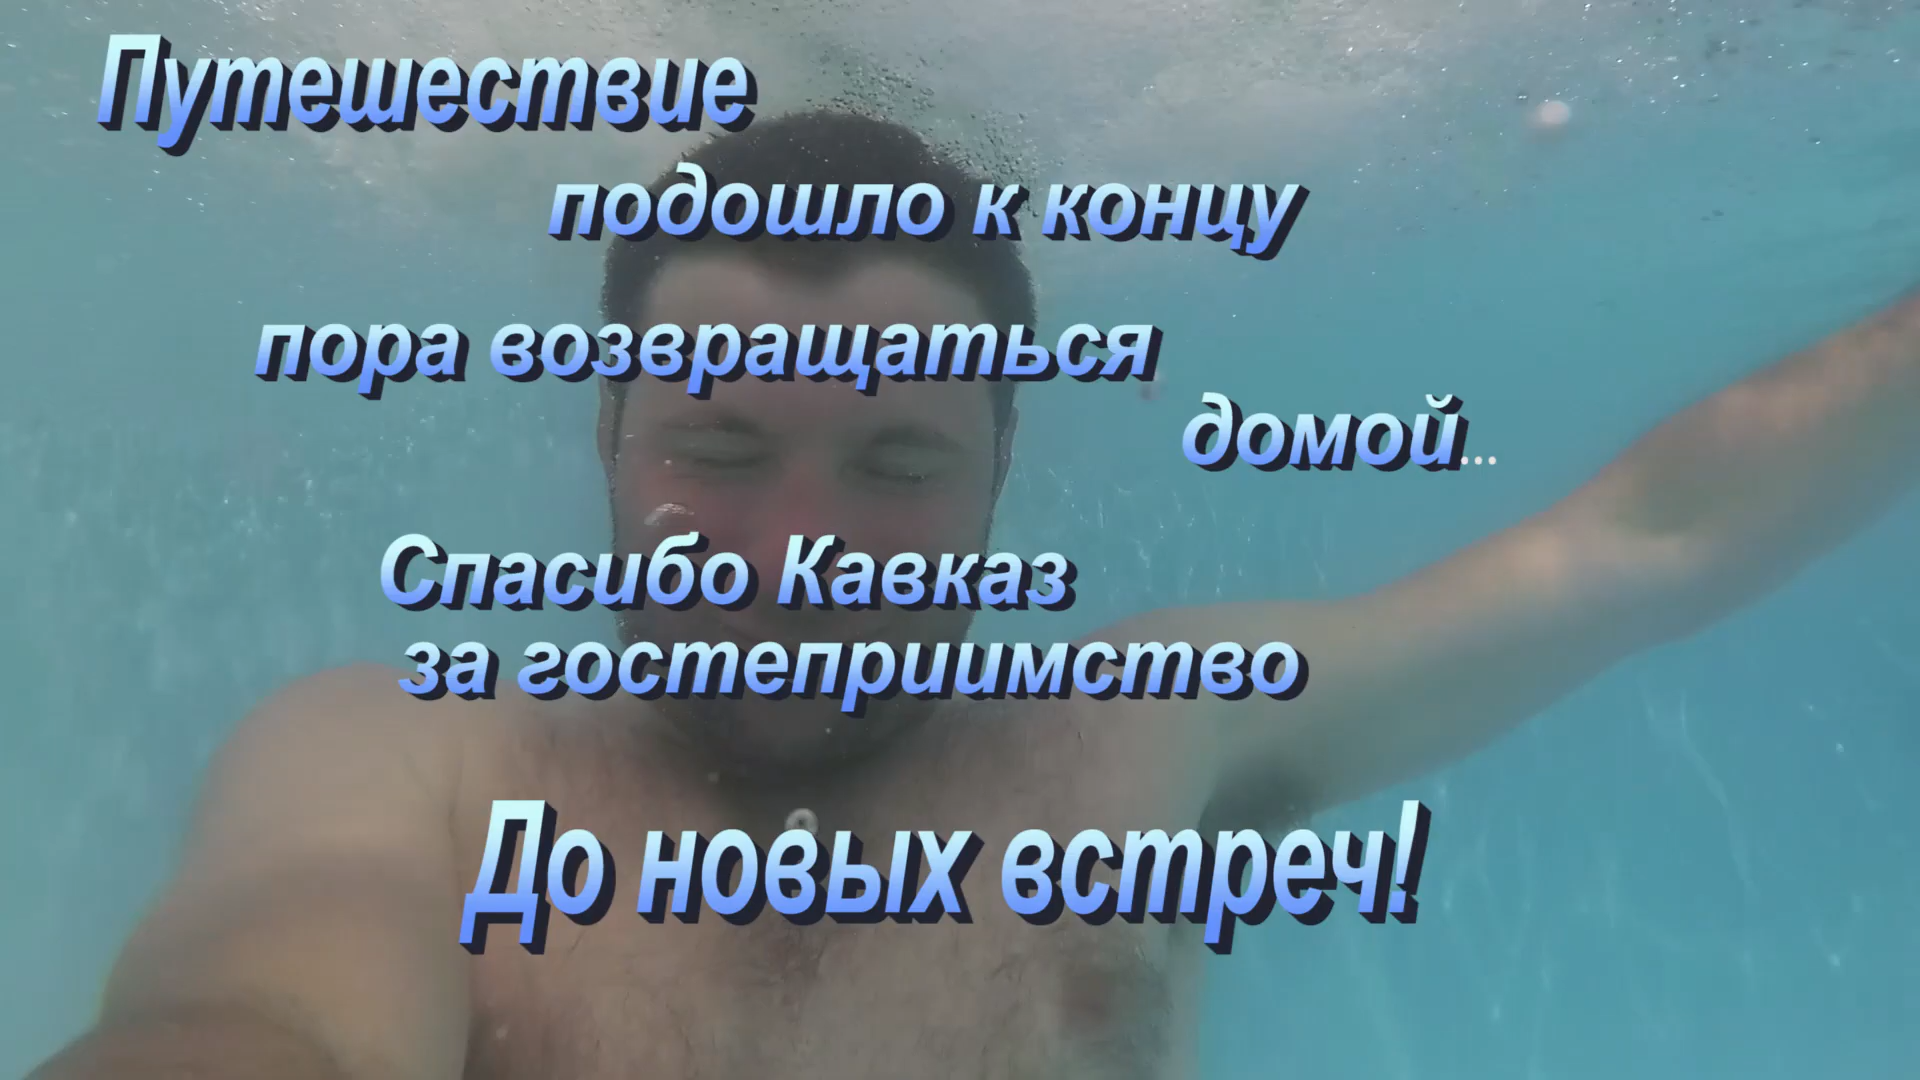 Путешествие
подошло к концу
пора возвращаться
домой...
Спасибо Кавказ
за гостеприимство
До новых встреч!